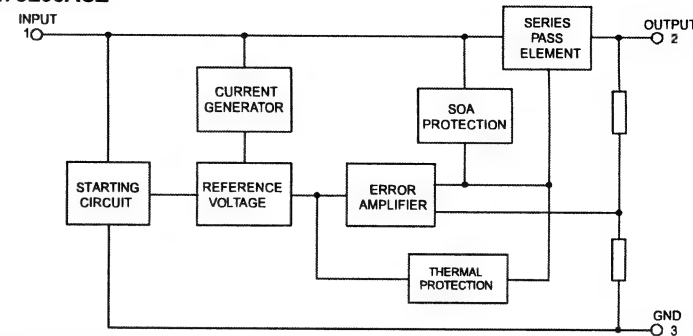 INPUT
1
SERIES
PASS
ELEMENT
OUTPUT
2
CURRENT
GENERATOR
SOA
PROTECTION
STARTING
CIRCUIT
REFERENCE
VOLTAGE
ERROR
AMPLIFIER
THERMAL
PROTECTION
GND
3